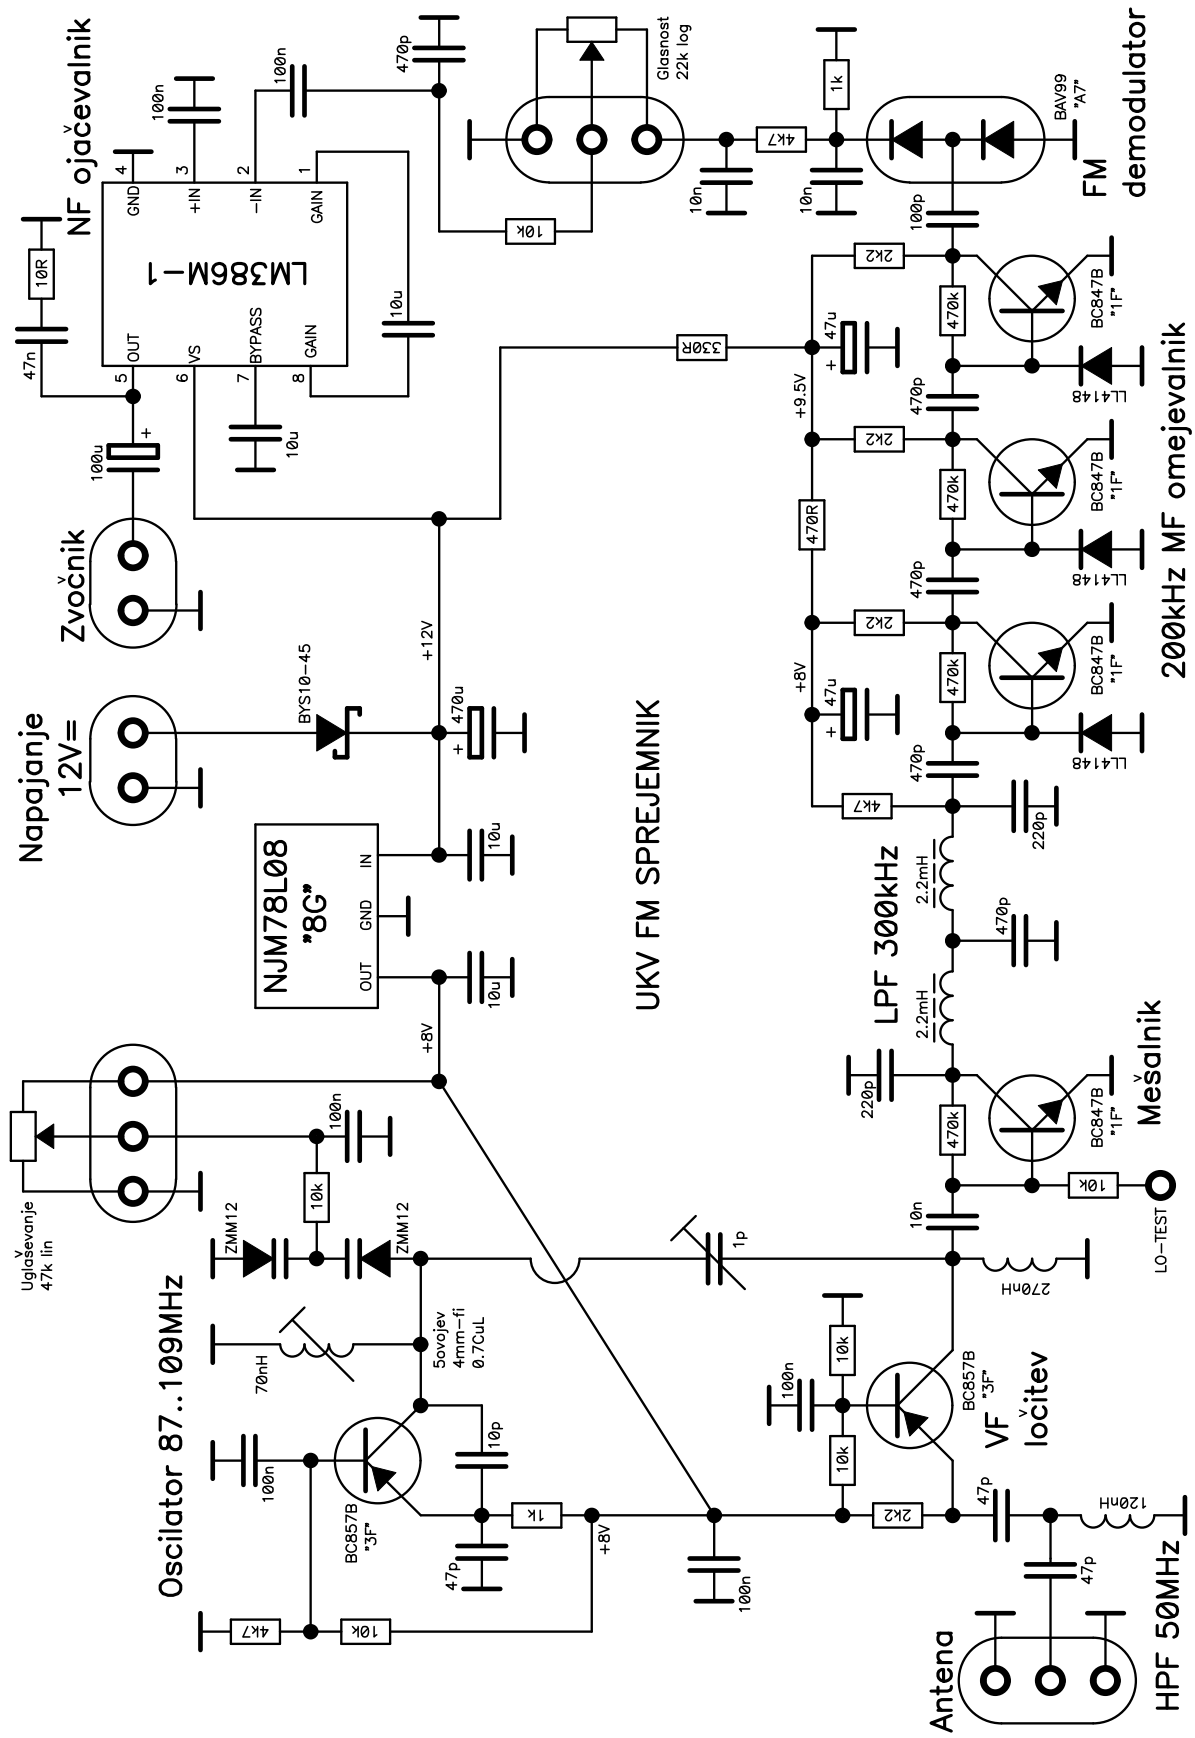 Oscilator 87..109MHz
4k7
10k
100n
BC857B
"3F"
47p
10p
1k
+8V
70nH
5ovojev
4mm-fi
0.7CuL
ZMM12
ZMM12
10k
100n
Uglaševanje
47k lin
+8V
NJM78L08
"8G"
OUT
GND
IN
10u
10u
Napajanje
12V=
BYS10-45
470u
+
+12V
Zvočnik
100u
+
47n
10R
NF ojačevalnik
LM386M-1
OUT
5
VS
6
BYPASS
7
GAIN
8
GND
4
+IN
3
-IN
2
GAIN
1
10u
10u
100n
100n
470p
Glasnost
22k log
10k
UKV FM SPREJEMNIK
Antena
HPF 50MHz
47p
120nH
47p
100n
2k2
10k
10k
100n
BC857B
"3F"
VF
ločitev
1p
270nH
10n
LO-TEST
10k
470k
BC847B
"1F"
Mešalnik
220p
LPF 300kHz
2.2mH
470p
2.2mH
220p
4k7
+8V
47u
+
470p
LL4148
470k
2k2
BC847B
"1F"
470R
470p
LL4148
470k
2k2
BC847B
"1F"
+9.5V
47u
+
330R
470p
LL4148
470k
2k2
BC847B
"1F"
200kHz MF omejevalnik
100p
BAV99
"A7"
FM
demodulator
10n
1k
4k7
10n